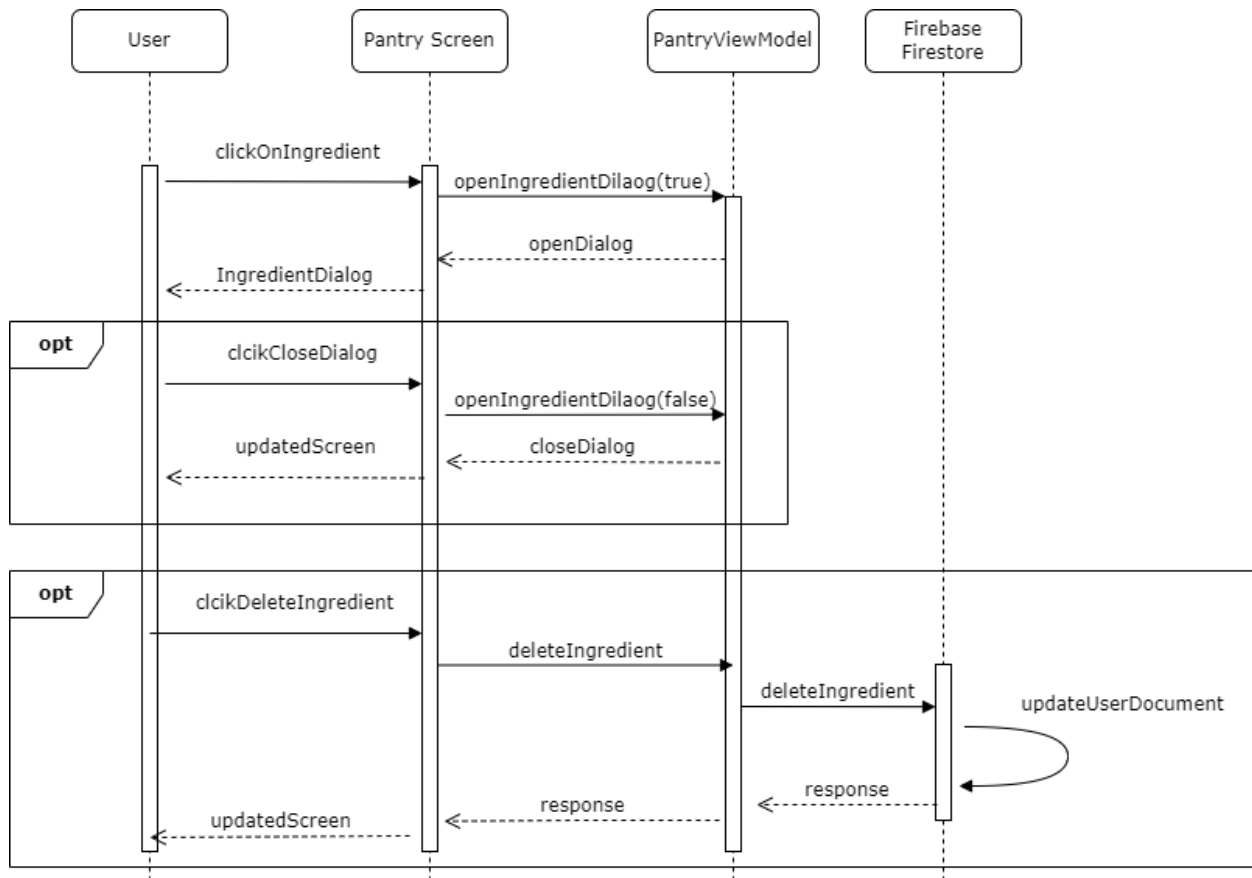 User
Pantry Screen
PantryViewModel
Firebase
Firestore
clickOnIngredient
openIngredientDilaog(true)
openDialog
IngredientDialog
opt
clcikCloseDialog
openIngredientDilaog(false)
updatedScreen
closeDialog
opt
clcikDeleteIngredient
deleteIngredient
deleteIngredient
updateUserDocument
response
response
updatedScreen